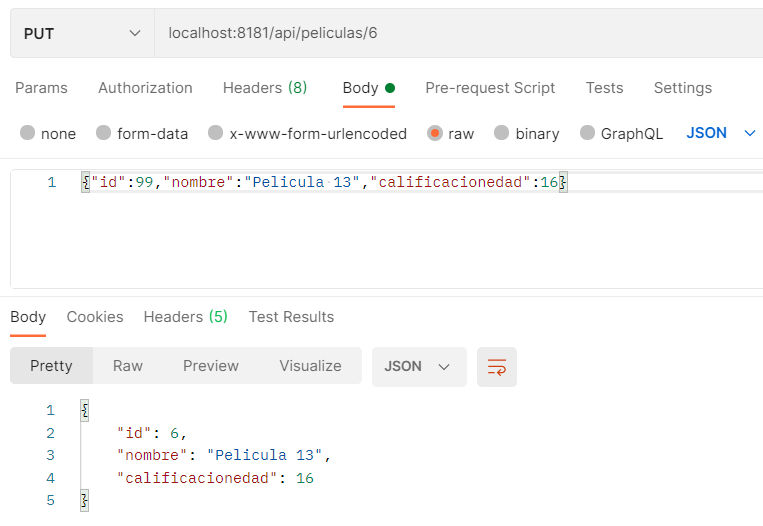 PUT localhost:8181/api/peliculas/6
Params Authorization Headers (8) Body Pre-request Script Tests Settings
none form-data x-www-form-urlencoded raw binary GraphQL JSON
1 {"id":99,"nombre":"Pelicula 13","calificacionedad":16}
Body Cookies Headers (5) Test Results
Pretty Raw Preview Visualize JSON
1 {
2 "id": 6,
3 "nombre": "Pelicula 13",
4 "calificacionedad": 16
5 }